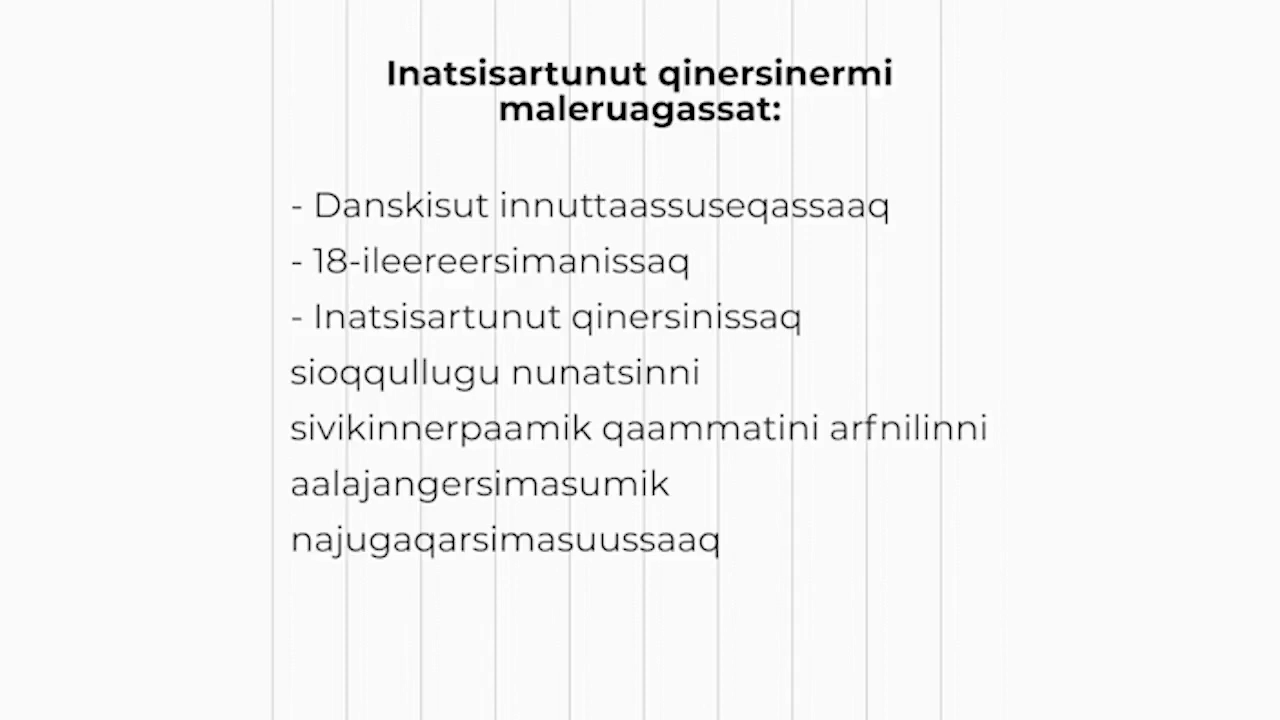 Inatsisartunut qinersinermi
maleruagassat:
- Danskisut innuttaassuseqassaaq
- 18-ileereersimanissaq
- Inatsisartunut qinersinissaq
sioqqullugu nunatsinni
sivikinnerpaamik qaammatini arfnilinni
aalajangersimasumik
najugaqarsimasuussaaq